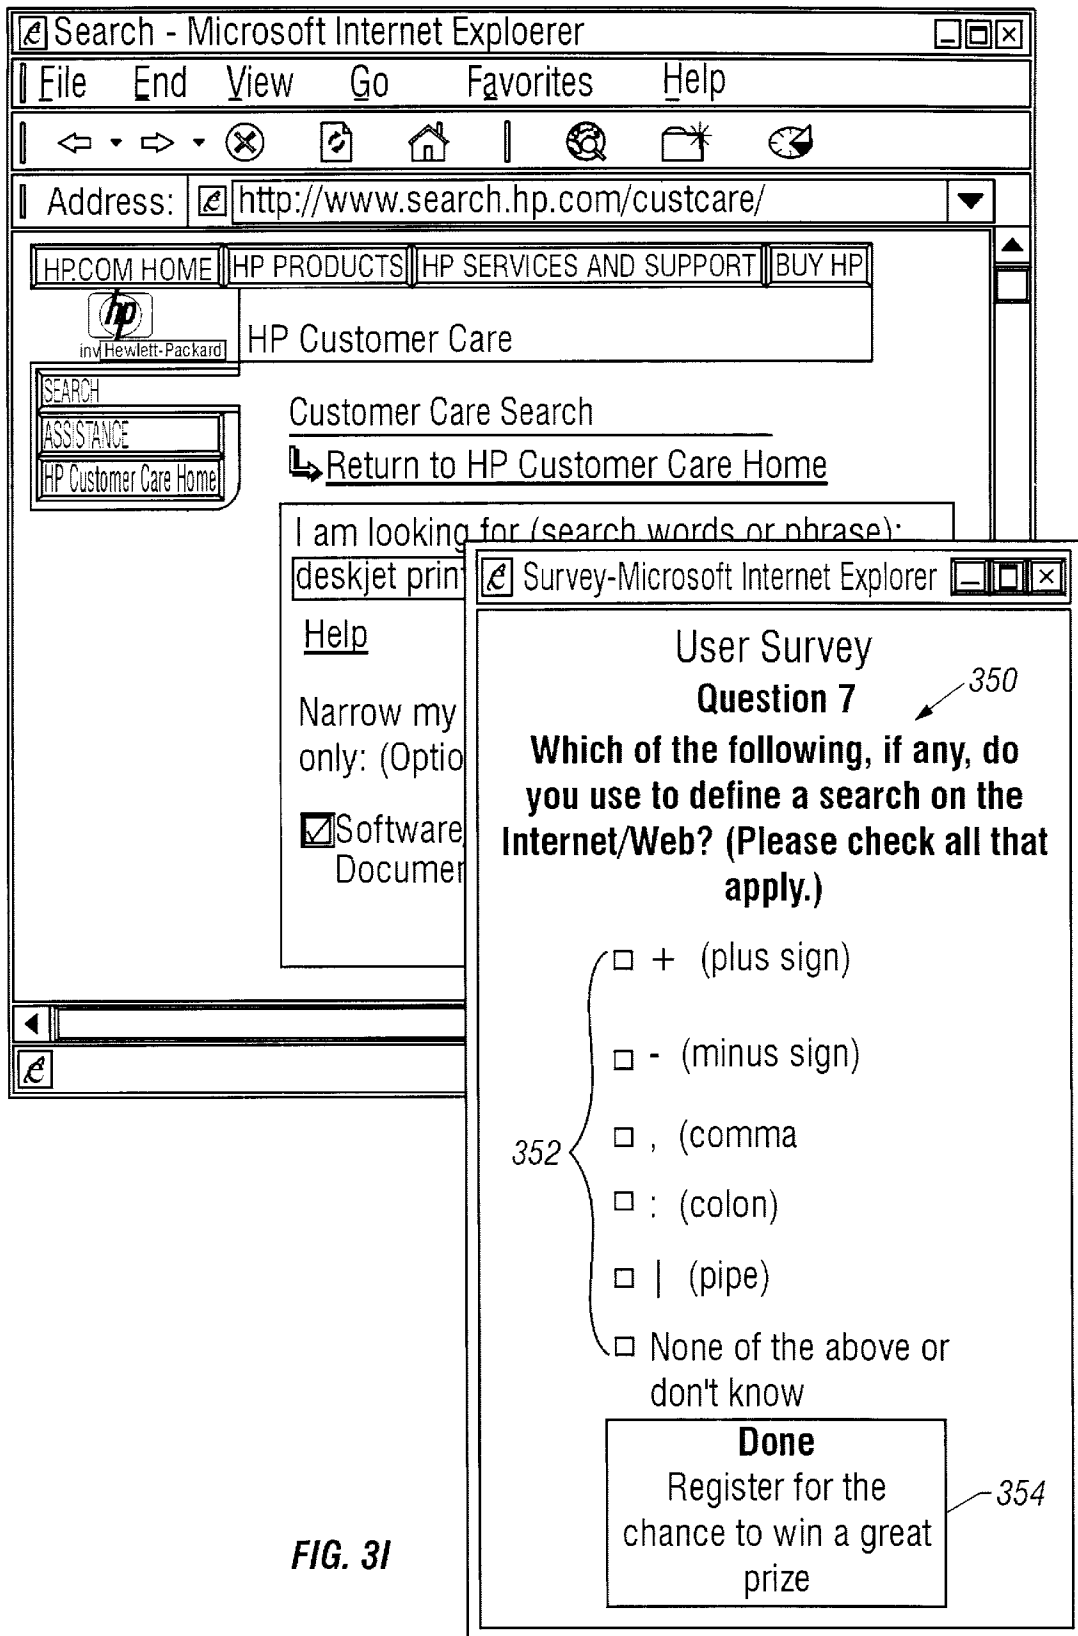 Search - Microsoft Internet Exploerer
File End View Go Favorites Help
Address: http://www.search.hp.com/custcare/
HP.COM HOME HP PRODUCTS HP SERVICES AND SUPPORT BUY HP
hp
inv Hewlett-Packard
HP Customer Care
SEARCH
ASSISTANCE
HP Customer Care Home
Customer Care Search
Return to HP Customer Care Home
I am looking for (search words or phrase):
deskjet prin
Help
Narrow my
only: (Optio
Software
Documen
Survey-Microsoft Internet Explorer
User Survey
Question 7
350
Which of the following, if any, do
you use to define a search on the
Internet/Web? (Please check all that
apply.)
+ (plus sign)
- (minus sign)
, (comma
: (colon)
| (pipe)
None of the above or
don't know
352
Done
Register for the
chance to win a great
prize
354
FIG. 3I